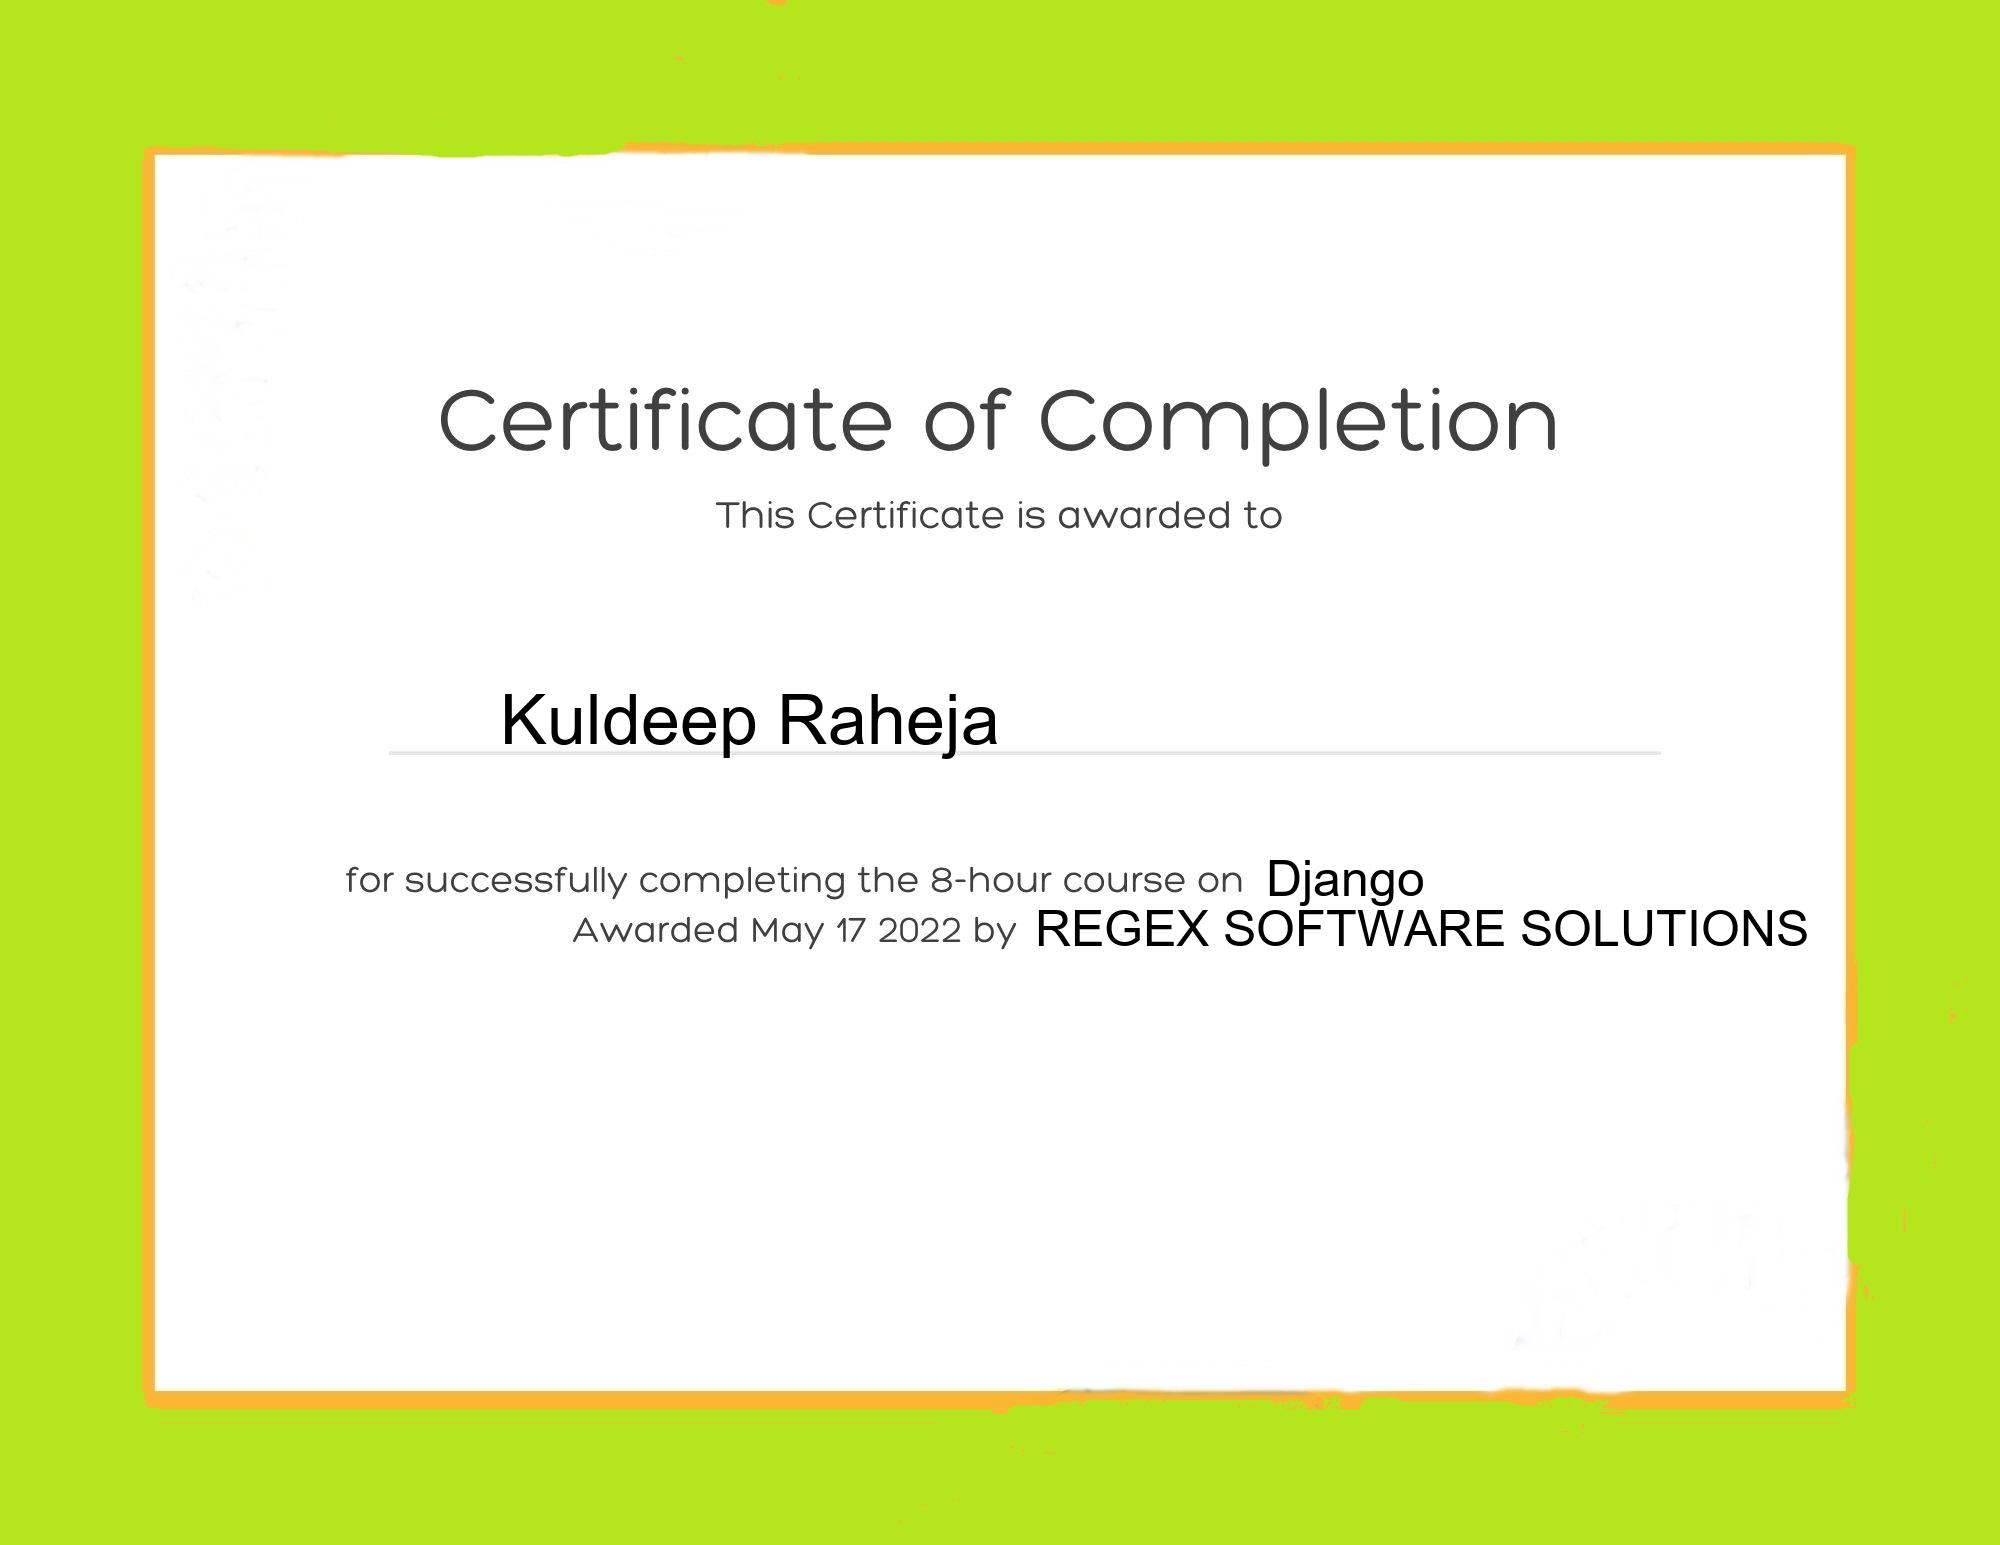 Certificate of Completion
This Certificate is awarded to
Kuldeep Raheja
for successfully completing the 8-hour course on Django
Awarded May 17 2022 by REGEX SOFTWARE SOLUTIONS